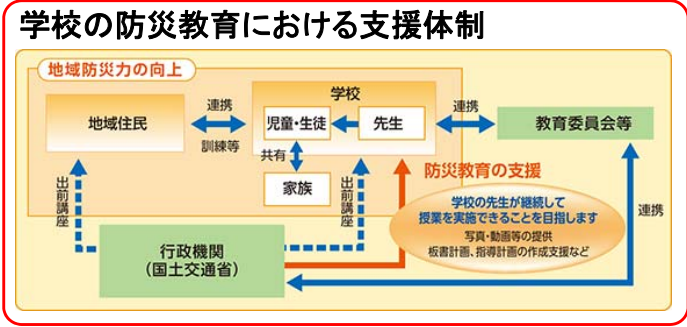 学校の防災教育における支援体制
地域防災力の向上
地域住民
連携
訓練等
学校
児童・生徒
先生
共有
家族
連携
教育委員会等
出前講座
出前講座
防災教育の支援
学校の先生が継続して
授業を実施できることを目指します
写真・動画等の提供
板書計画、指導計画の作成支援など
連携
行政機関
（国土交通省）